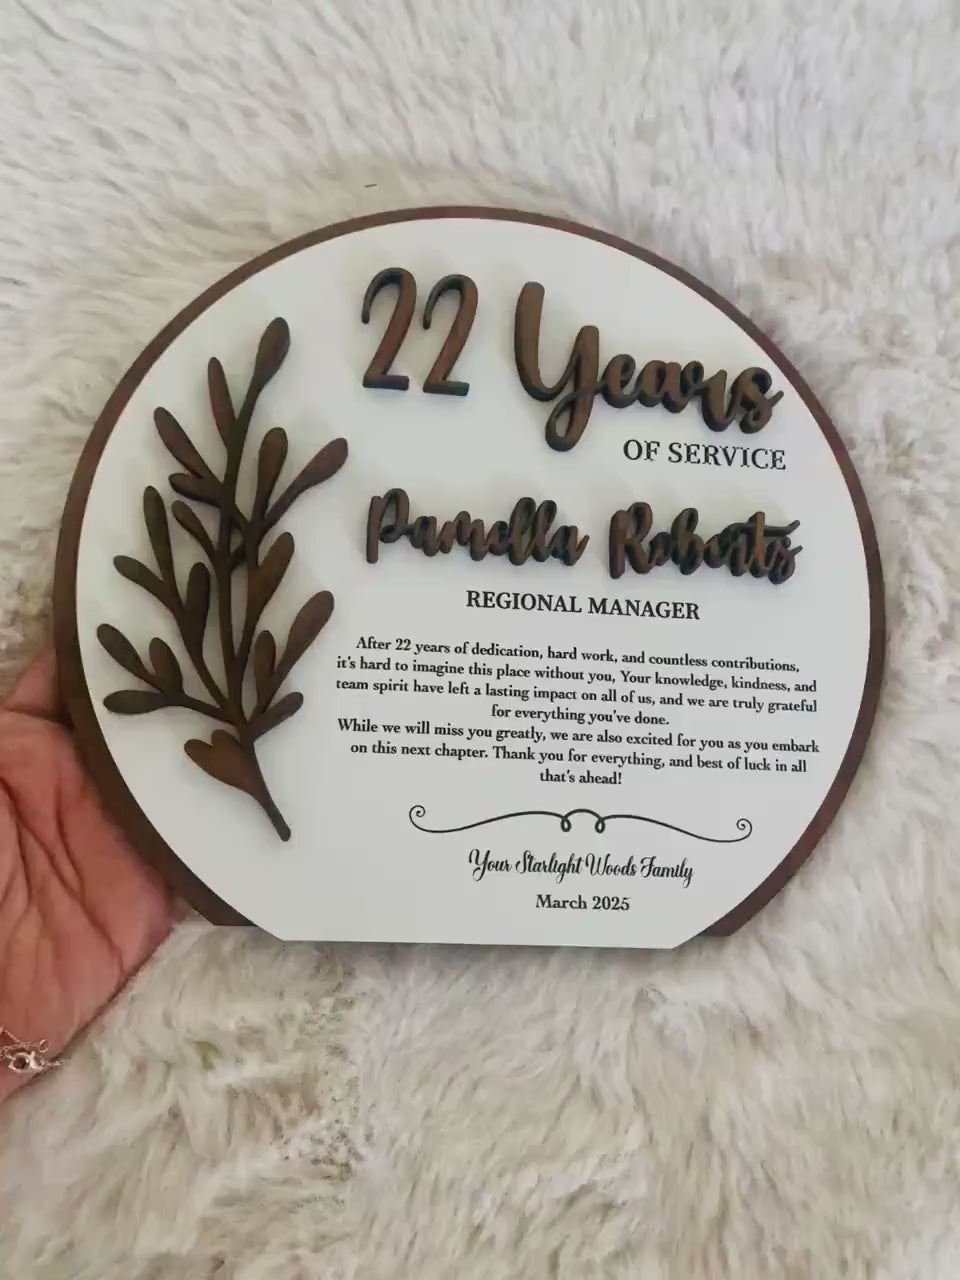 22 Years
OF SERVICE
Pamella Roberts
REGIONAL MANAGER
After 22 years of dedication, hard work, and countless contributions,
it's hard to imagine this place without you, Your knowledge, kindness, and
team spirit have left a lasting impact on all of us, and we are truly grateful
for everything you've done.
While we will miss you greatly, we are also excited for you as you embark
on this next chapter. Thank you for everything, and best of luck in all
that's ahead!
Your Starlight Woods Family
March 2025